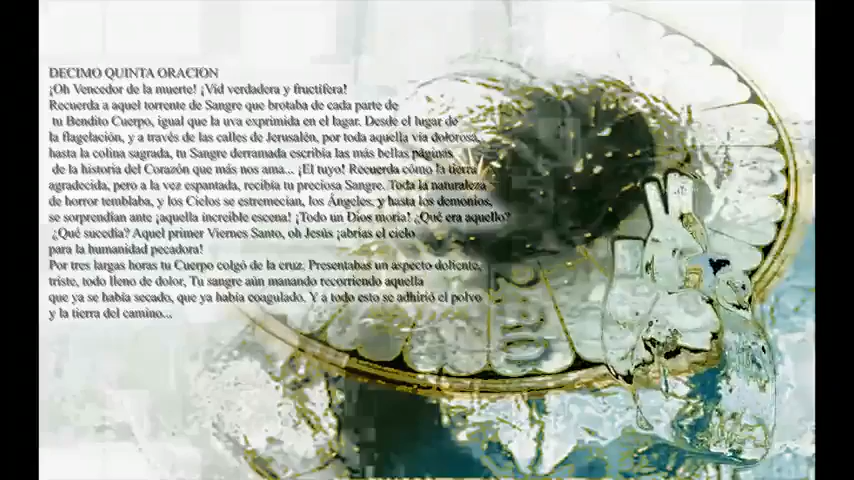 DECIMO QUINTA ORACION
¡Oh Vencedor de la muerte! ¡Vid verdadera y fructífera!
Recuerda a aquel torrente de Sangre que brotaba de cada parte de
tu Bendito Cuerpo, igual que la uva exprimida en el lagar. Desde el lugar de
la flagelación, y a través de las calles de Jerusalén, por toda aquella vía dolorosa,
hasta la colina sagrada, tu Sangre derramada escribía las más bellas páginas
de la historia del Corazón que más nos ama... ¡El tuyo! Recuerda cómo la tierra
agradecida, pero a la vez espantada, recibía tu preciosa Sangre. Toda la naturaleza
de horror temblaba, y los Cielos se estremecían, los Ángeles, y hasta los demonios,
se sorprendían ante ¡aquella increíble escena! ¡Todo un Dios moría! ¿Qué era aquello?
¿Qué sucedía? Aquel primer Viernes Santo, oh Jesús ¡abrías el cielo
para la humanidad pecadora!
Por tres largas horas tu Cuerpo colgó de la cruz. Presentabas un aspecto doliente,
triste, todo lleno de dolor, Tu sangre aún manando recorriendo aquella
que ya se había secado, que ya había coagulado. Y a todo esto se adhirió el polvo
y la tierra del camino...